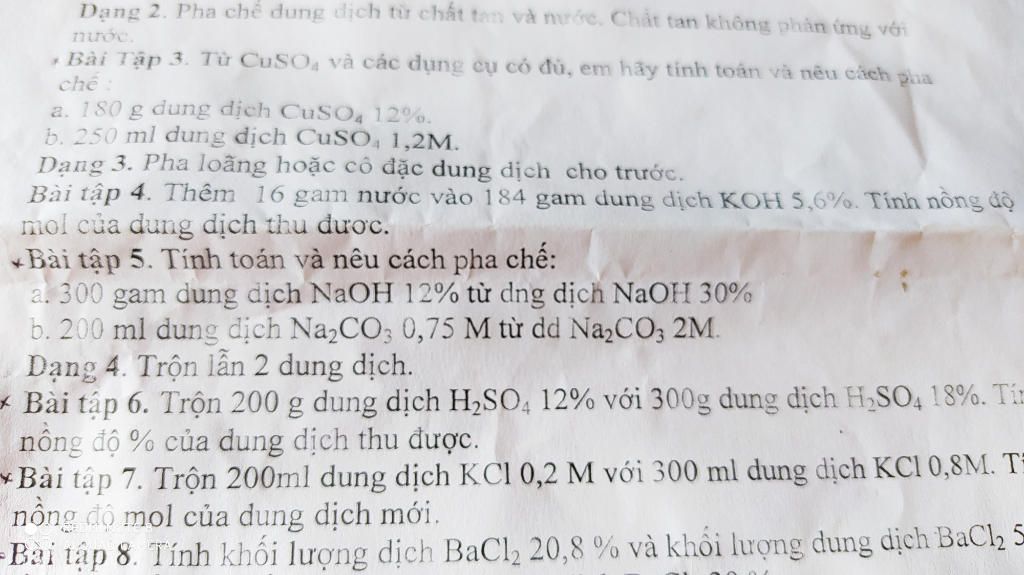 Dạng 2. Pha chế dung dịch từ chất tan và nước. Chất tan không phản ứng với
nước.
Bài Tập 3. Từ CuSO₄ và các dụng cụ có đủ, em hãy tính toán và nêu cách pha
chế :
a. 180 g dung dịch CuSO₄ 12%.
b. 250 ml dung dịch CuSO₄ 1,2M.
Dạng 3. Pha loãng hoặc cô đặc dung dịch cho trước.
Bài tập 4. Thêm 16 gam nước vào 184 gam dung dịch KOH 5,6%. Tính nồng độ
mol của dung dịch thu được.
Bài tập 5. Tính toán và nêu cách pha chế:
a. 300 gam dung dịch NaOH 12% từ dng dịch NaOH 30%
b. 200 ml dung dịch Na₂CO₃ 0,75 M từ dd Na₂CO₃ 2M.
Dạng 4. Trộn lẫn 2 dung dịch.
Bài tập 6. Trộn 200 g dung dịch H₂SO₄ 12% với 300g dung dịch H₂SO₄ 18%.
nồng độ % của dung dịch thu được.
Bài tập 7. Trộn 200ml dung dịch KCl 0,2 M với 300 ml dung dịch KCl 0,8M.
nồng độ mol của dung dịch mới.
Bài tập 8. Tính khối lượng dịch BaCl₂ 20,8 % và khối lượng dung dịch BaCl₂ 5